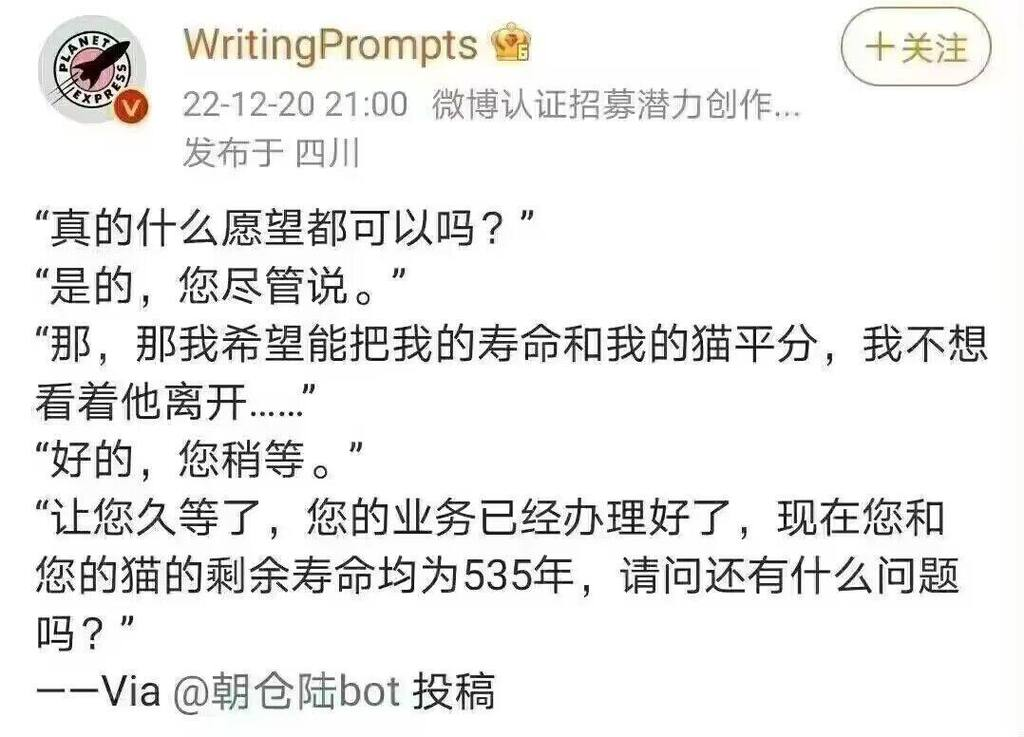 PLANET EXPRESS
WritingPrompts
+关注
22-12-20 21:00 微博认证招募潜力创作...
发布于 四川
“真的什么愿望都可以吗？”
“是的，您尽管说。”
“那，那我希望能把我的寿命和我的猫平分，我不想
看着他离开……”
“好的，您稍等。”
“让您久等了，您的业务已经办理好了，现在您和
您的猫的剩余寿命均为535年，请问还有什么问题
吗？”
——Via @朝仓陆bot 投稿